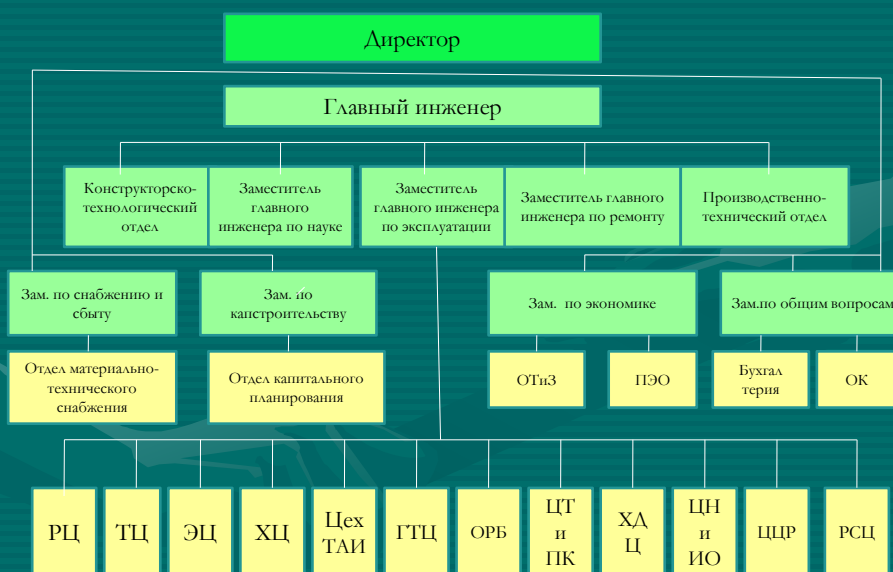 Директор
Главный инженер
Конструкторско-
технологический
отдел
Заместитель
главного
инженера по науке
Заместитель
главного инженера
по эксплуатации
Заместитель главного
инженера по ремонту
Производственно-
технический отдел
Зам. по снабжению и
сбыту
Зам. по
капстроительству
Зам. по экономике
Зам.по общим вопросам
Отдел материально-
технического
снабжения
Отдел капитального
планирования
ОТиЗ
ПЭО
Бухгал
терия
ОК
РЦ
ТЦ
ЭЦ
ХЦ
Цех
ТАИ
ГТЦ
ОРБ
ЦТ
и
ПК
ХД
Ц
ЦН
и
ИО
ЦЦР
РСЦ